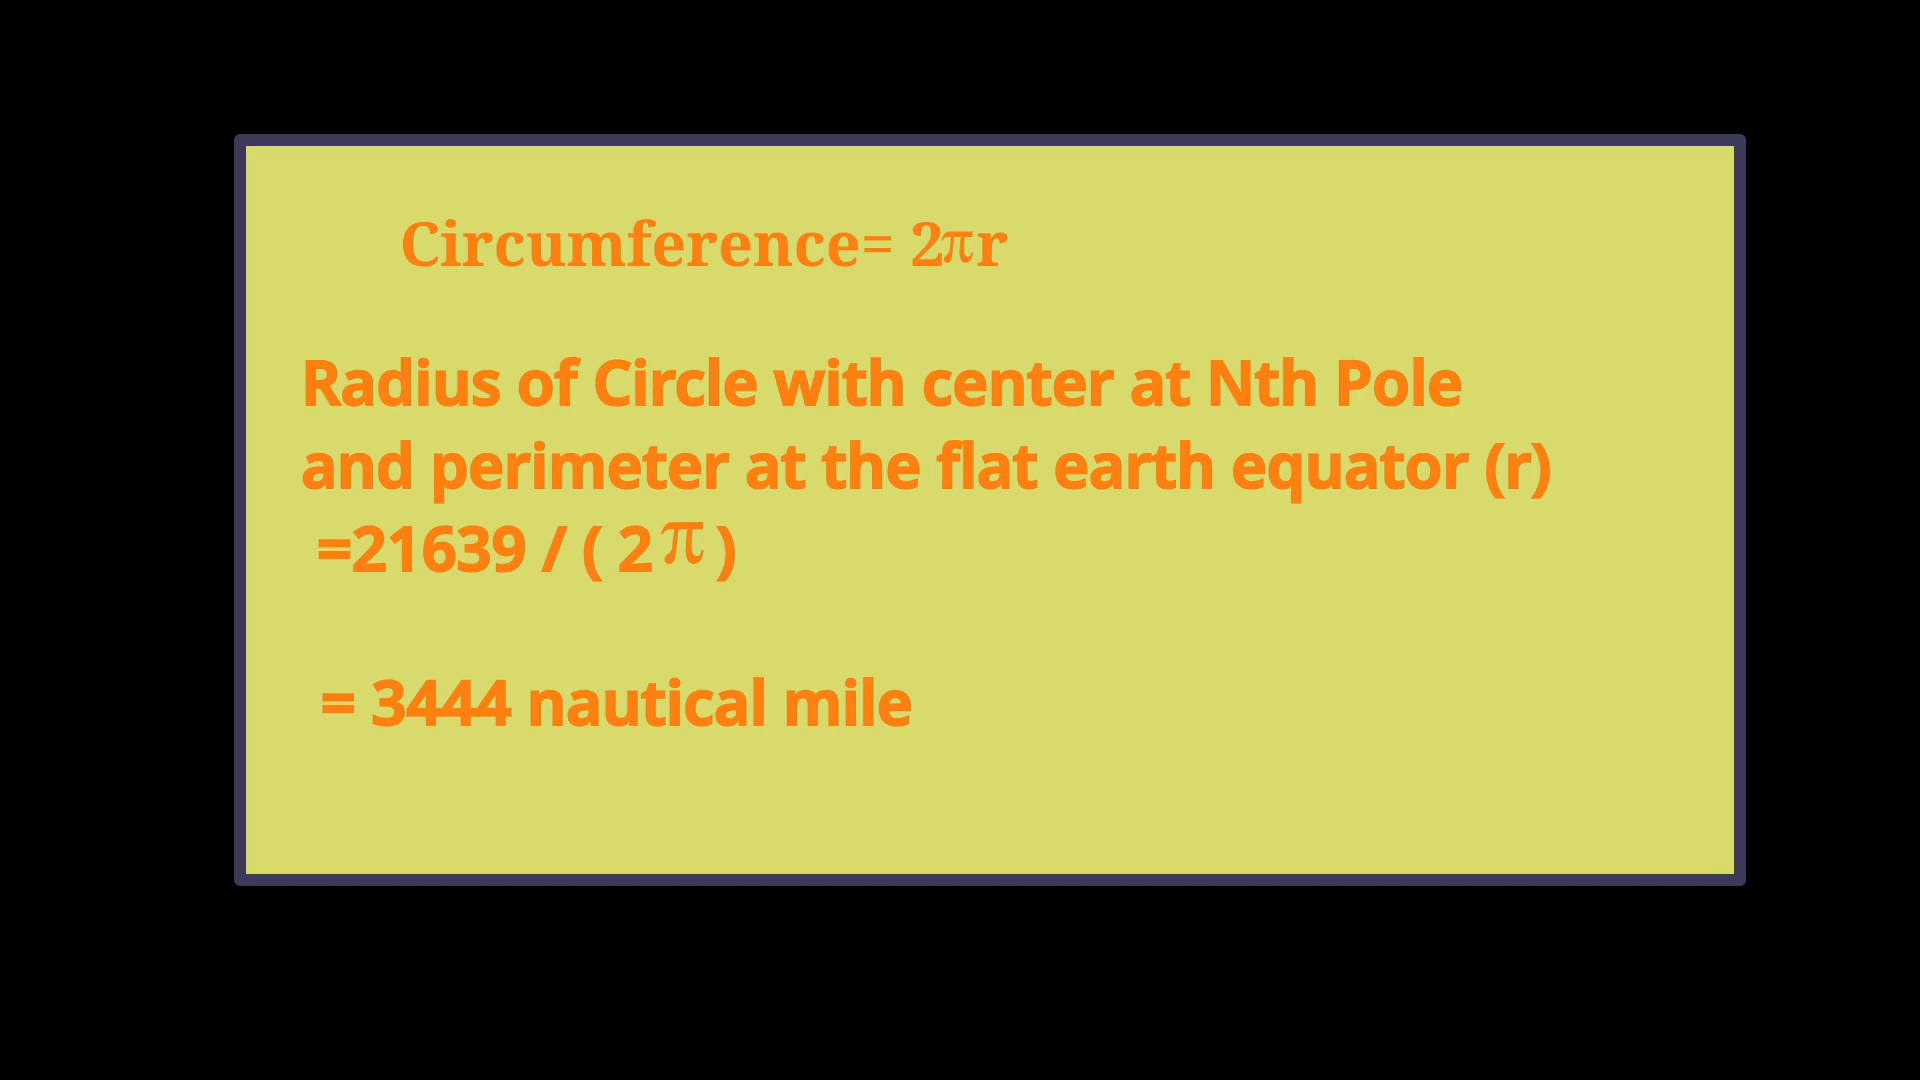 Circumference= 2πr
Radius of Circle with center at Nth Pole
and perimeter at the flat earth equator (r)
=21639 / ( 2π )
= 3444 nautical mile